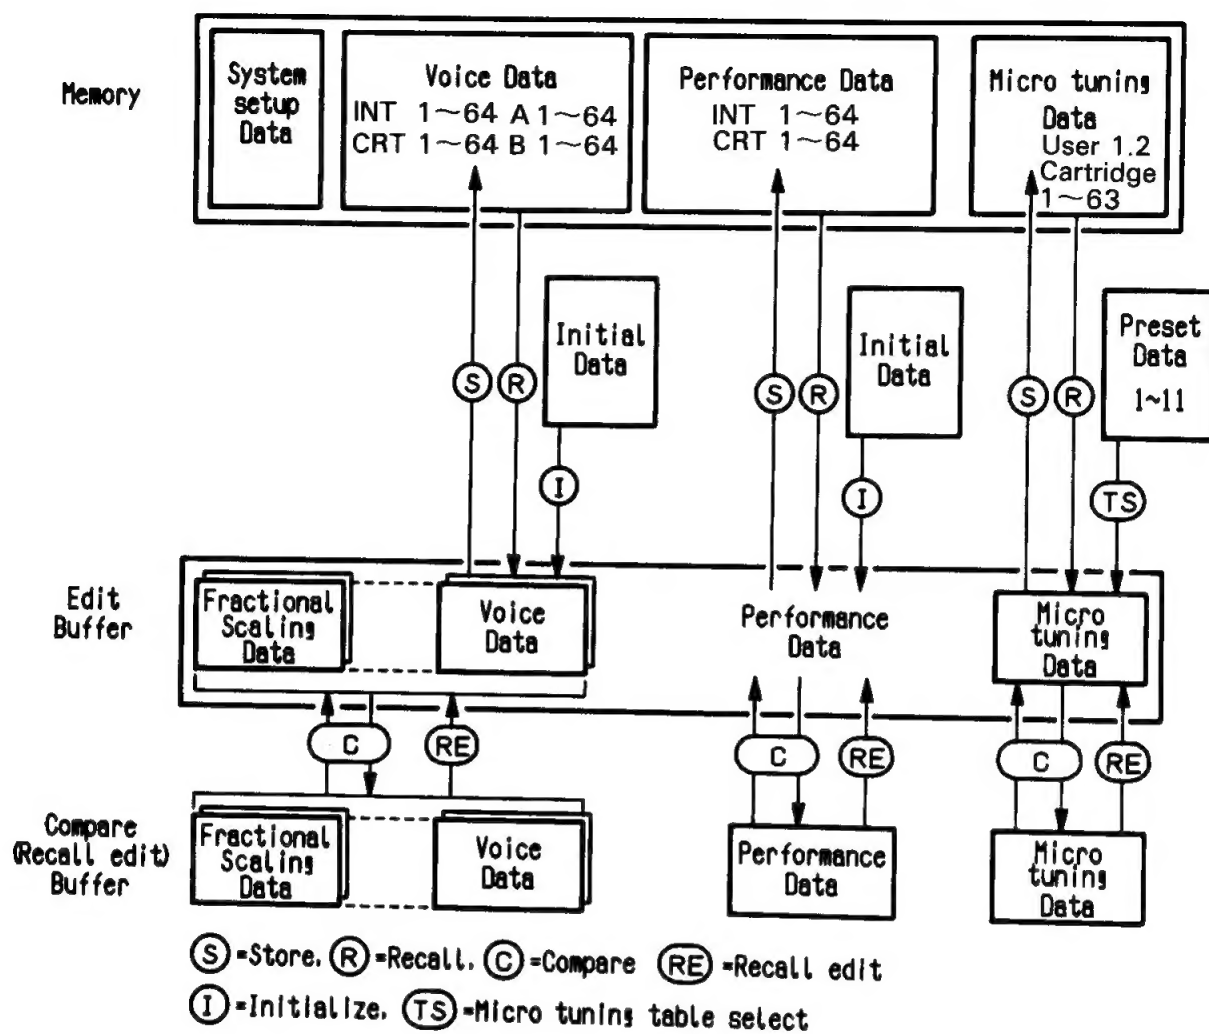 Memory
System
setup
Data
Voice Data
INT 1~64 A 1~64
CRT 1~64 B 1~64
Performance Data
INT 1~64
CRT 1~64
Micro tuning
Data
User 1.2
Cartridge
1~63
Initial
Data
Initial
Data
Preset
Data
1~11
S
R
S
R
S
R
I
I
TS
Edit
Buffer
Fractional
Scaling
Data
Voice
Data
Performance
Data
Micro
tuning
Data
C
RE
C
RE
C
RE
Compare
(Recall edit)
Buffer
Fractional
Scaling
Data
Voice
Data
Performance
Data
Micro
tuning
Data
S =Store, R =Recall, C =Compare RE =Recall edit
I =Initialize, TS =Micro tuning table select